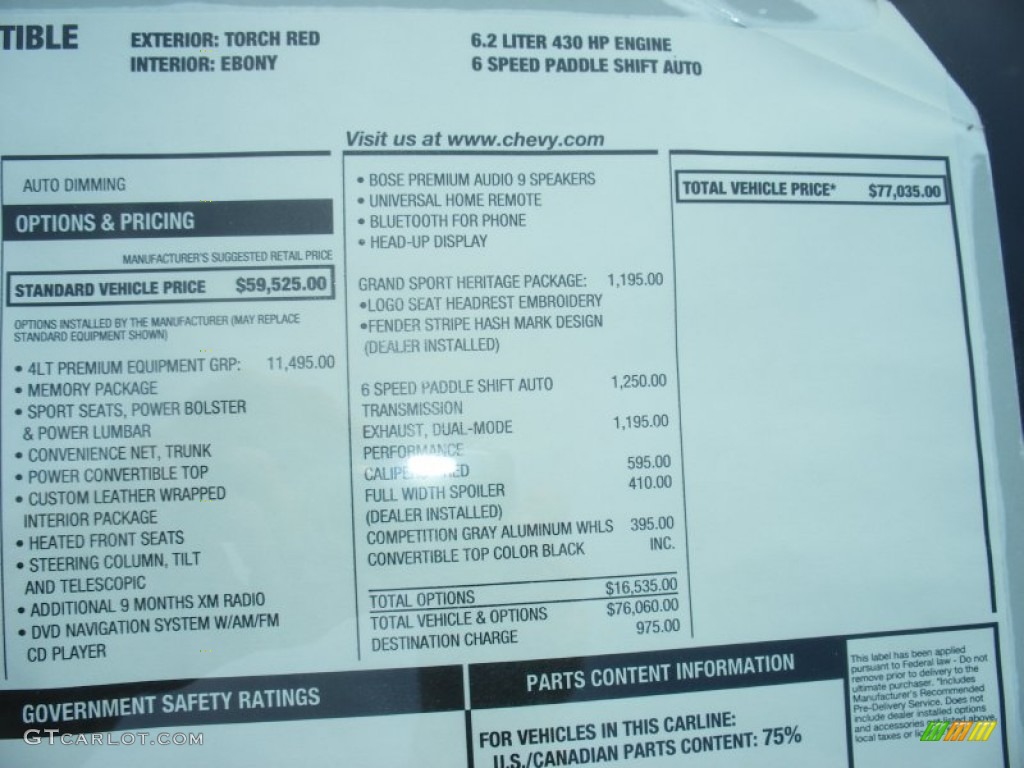 TIBLE
EXTERIOR: TORCH RED
INTERIOR: EBONY
6.2 LITER 430 HP ENGINE
6 SPEED PADDLE SHIFT AUTO
Visit us at www.chevy.com
AUTO DIMMING
OPTIONS & PRICING
MANUFACTURER'S SUGGESTED RETAIL PRICE
STANDARD VEHICLE PRICE $59,525.00
OPTIONS INSTALLED BY THE MANUFACTURER (MAY REPLACE
STANDARD EQUIPMENT SHOWN)
• 4LT PREMIUM EQUIPMENT GRP: 11,495.00
• MEMORY PACKAGE
• SPORT SEATS, POWER BOLSTER
& POWER LUMBAR
• CONVENIENCE NET, TRUNK
• POWER CONVERTIBLE TOP
• CUSTOM LEATHER WRAPPED
INTERIOR PACKAGE
• HEATED FRONT SEATS
• STEERING COLUMN, TILT
AND TELESCOPIC
• ADDITIONAL 9 MONTHS XM RADIO
• DVD NAVIGATION SYSTEM W/AM/FM
CD PLAYER
• BOSE PREMIUM AUDIO 9 SPEAKERS
• UNIVERSAL HOME REMOTE
• BLUETOOTH FOR PHONE
• HEAD-UP DISPLAY
GRAND SPORT HERITAGE PACKAGE: 1,195.00
•LOGO SEAT HEADREST EMBROIDERY
•FENDER STRIPE HASH MARK DESIGN
(DEALER INSTALLED)
6 SPEED PADDLE SHIFT AUTO 1,250.00
TRANSMISSION
EXHAUST, DUAL-MODE 1,195.00
PERFORMANCE
595.00
FULL WIDTH SPOILER 410.00
(DEALER INSTALLED)
COMPETITION GRAY ALUMINUM WHLS 395.00
CONVERTIBLE TOP COLOR BLACK INC.
TOTAL OPTIONS $16,535.00
TOTAL VEHICLE & OPTIONS $76,060.00
DESTINATION CHARGE 975.00
TOTAL VEHICLE PRICE* $77,035.00
GOVERNMENT SAFETY RATINGS
PARTS CONTENT INFORMATION
FOR VEHICLES IN THIS CARLINE:
U.S./CANADIAN PARTS CONTENT: 75%
This label has been applied
pursuant to Federal law - Do not
remove prior to delivery to the
ultimate purchaser. *Includes
Manufacturer's Recommended
Pre-Delivery Service. Does not
include dealer installed options
and accessories not listed above,
local taxes or
GTCARLOT.COM